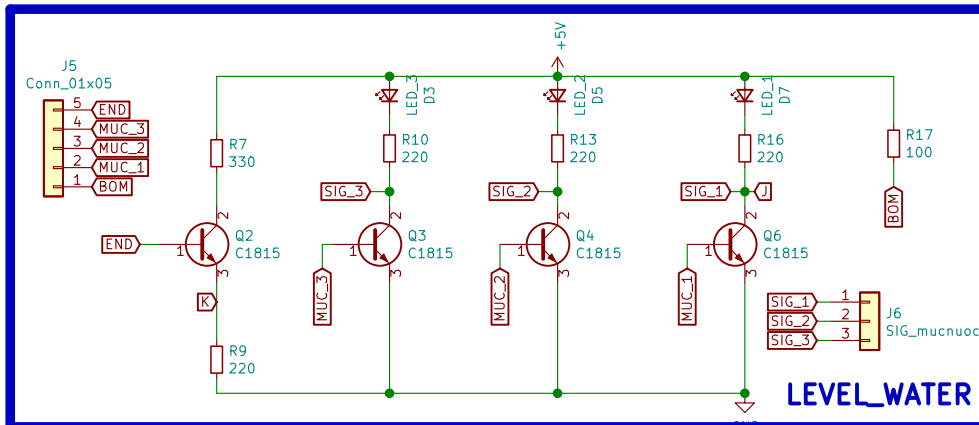 +5V
J5
Conn_01x05
5 END
4 MUC_3
3 MUC_2
2 MUC_1
1 BOM
R7
330
LED_3
D3
R10
220
SIG_3
LED_2
D5
R13
220
SIG_2
LED_1
D7
R16
220
SIG_1
J
R17
100
BOM
END
1
2
3
Q2
C1815
K
R9
220
MUC_3
1
2
3
Q3
C1815
MUC_2
1
2
3
Q4
C1815
MUC_1
1
2
3
Q6
C1815
SIG_1 1
SIG_2 2
SIG_3 3
J6
SIG_mucnuoc
LEVEL_WATER